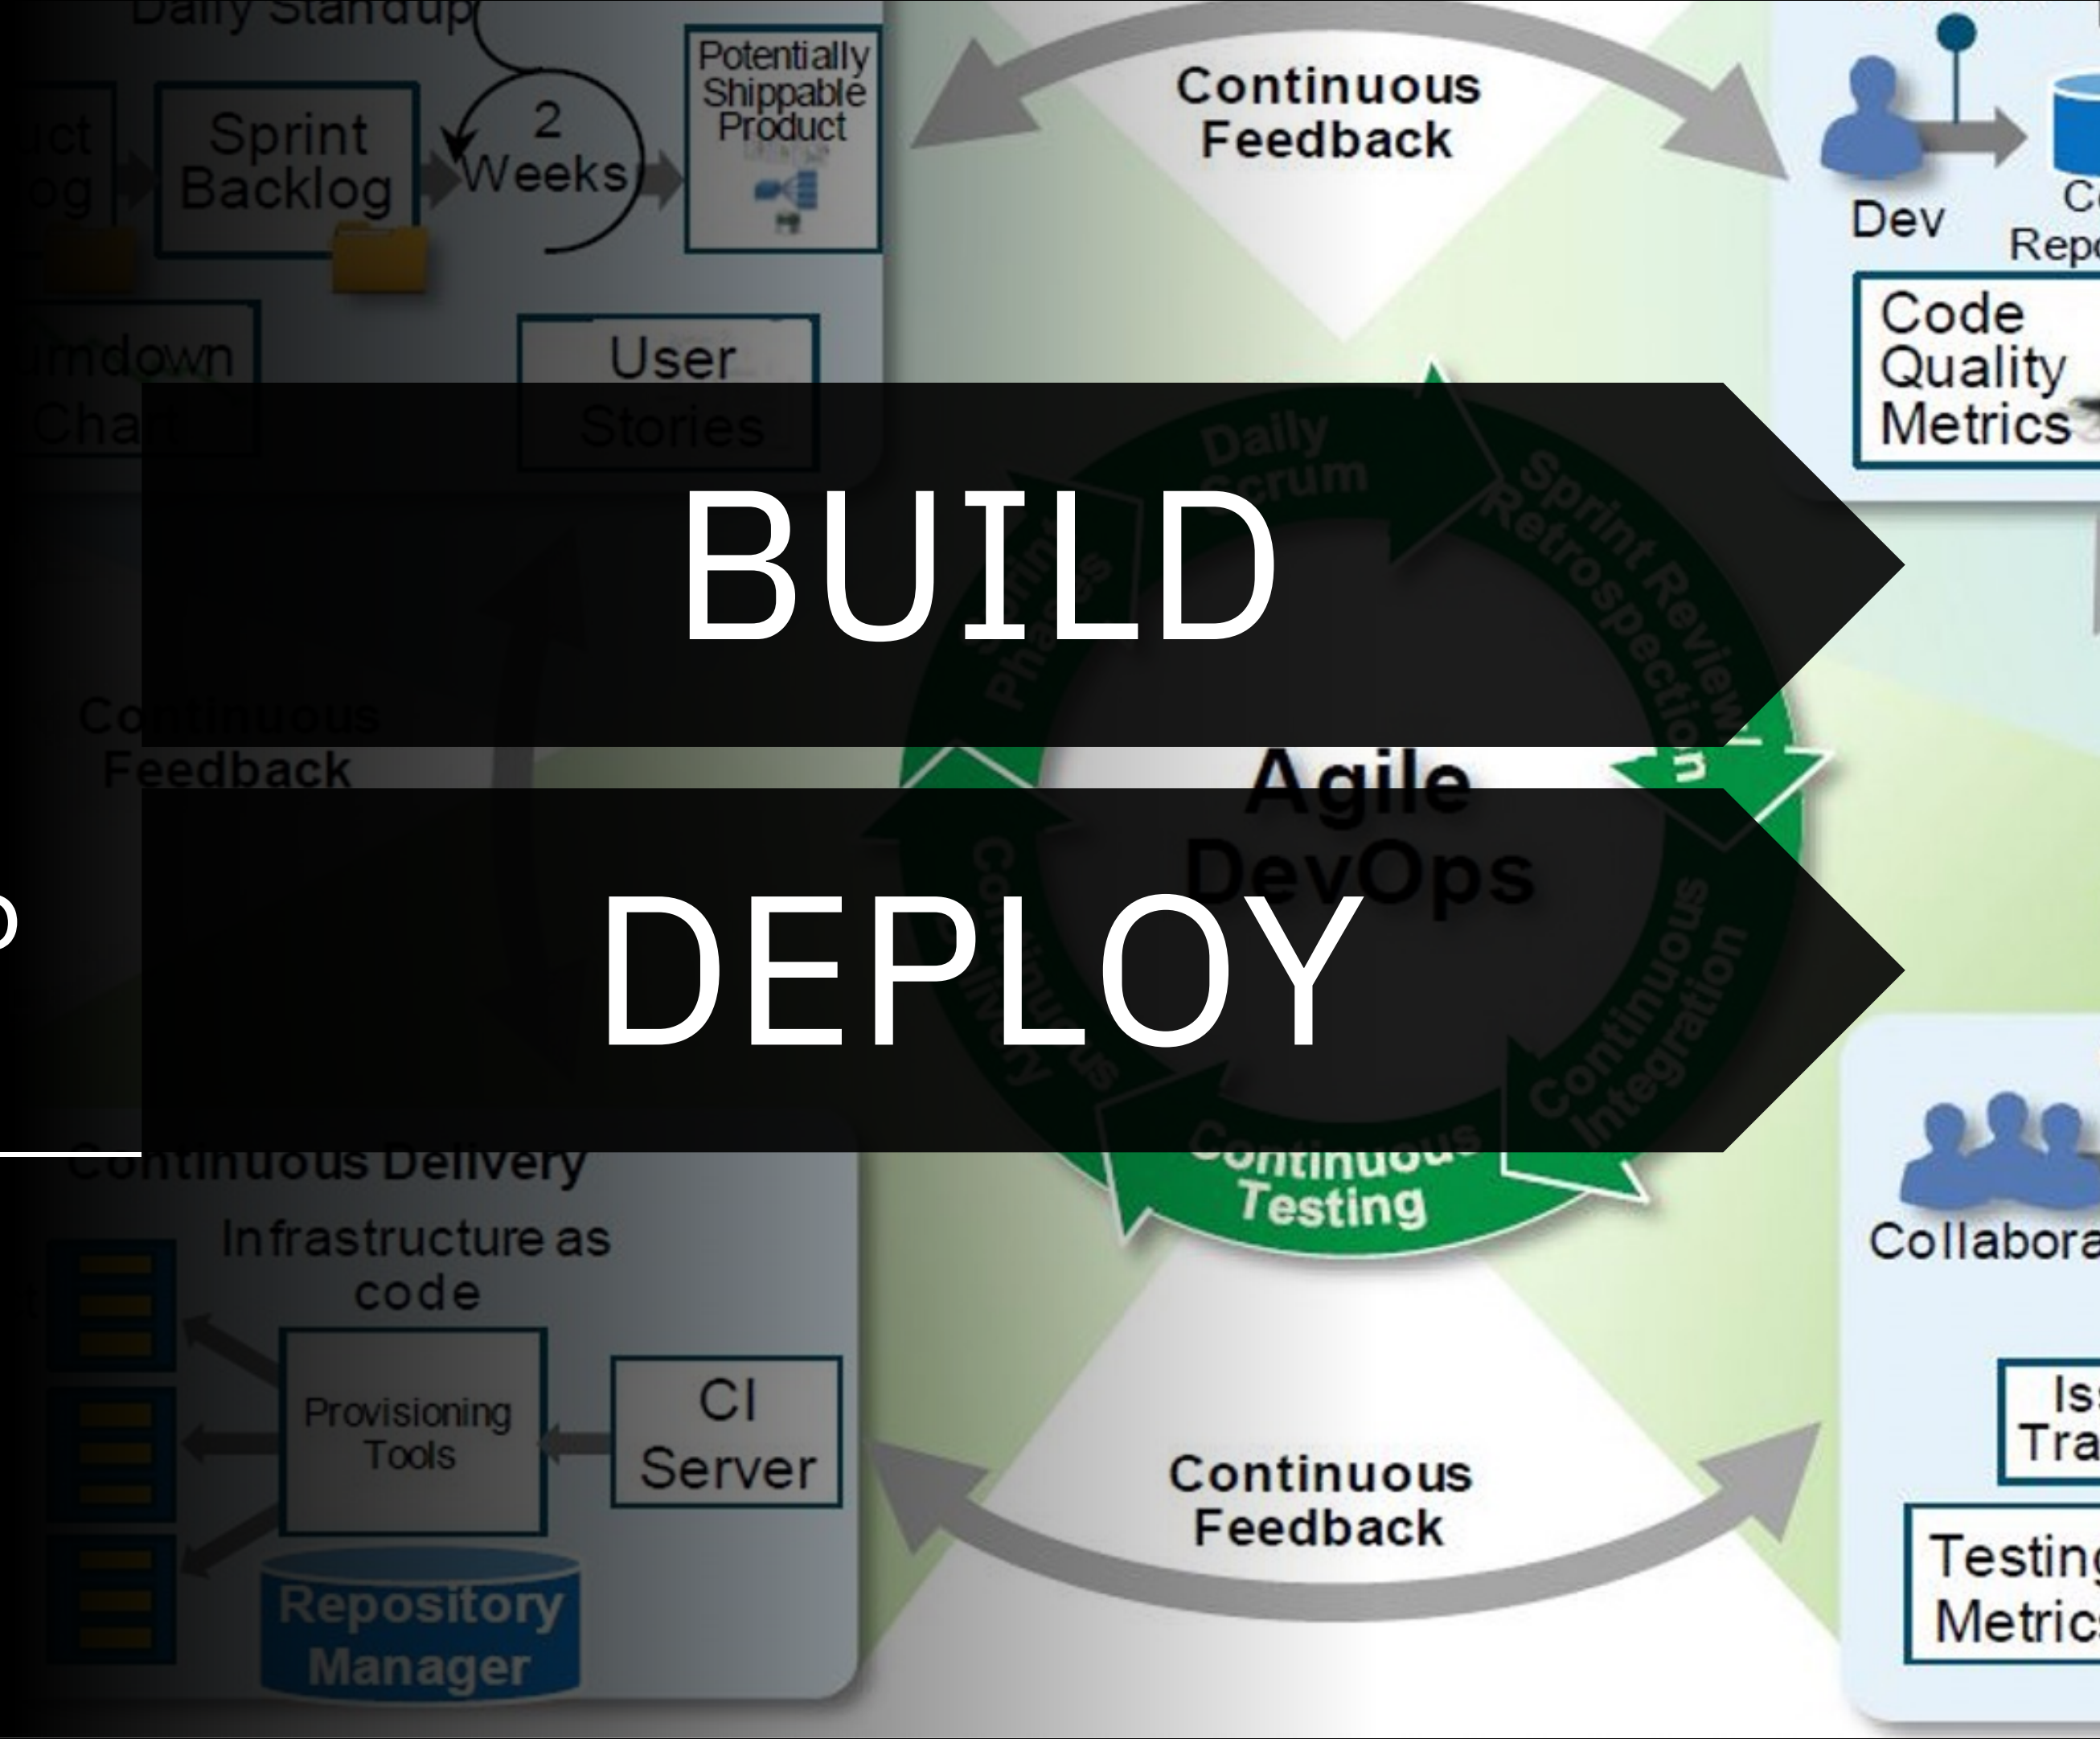 Daily Standup
Sprint
Backlog
2
Weeks
Potentially
Shippable
Product
Continuous
Feedback
Dev
Code
Quality
Metrics
User
Stories
Daily
Scrum
Sprint Review/
Retrospection
Sprint
Phases
BUILD
Continuous
Feedback
Agile
DevOps
DEPLOY
Continuous
Integration
Continuous
Testing
Continuous Delivery
Infrastructure as
code
Provisioning
Tools
CI
Server
Repository
Manager
Continuous
Feedback
Testing